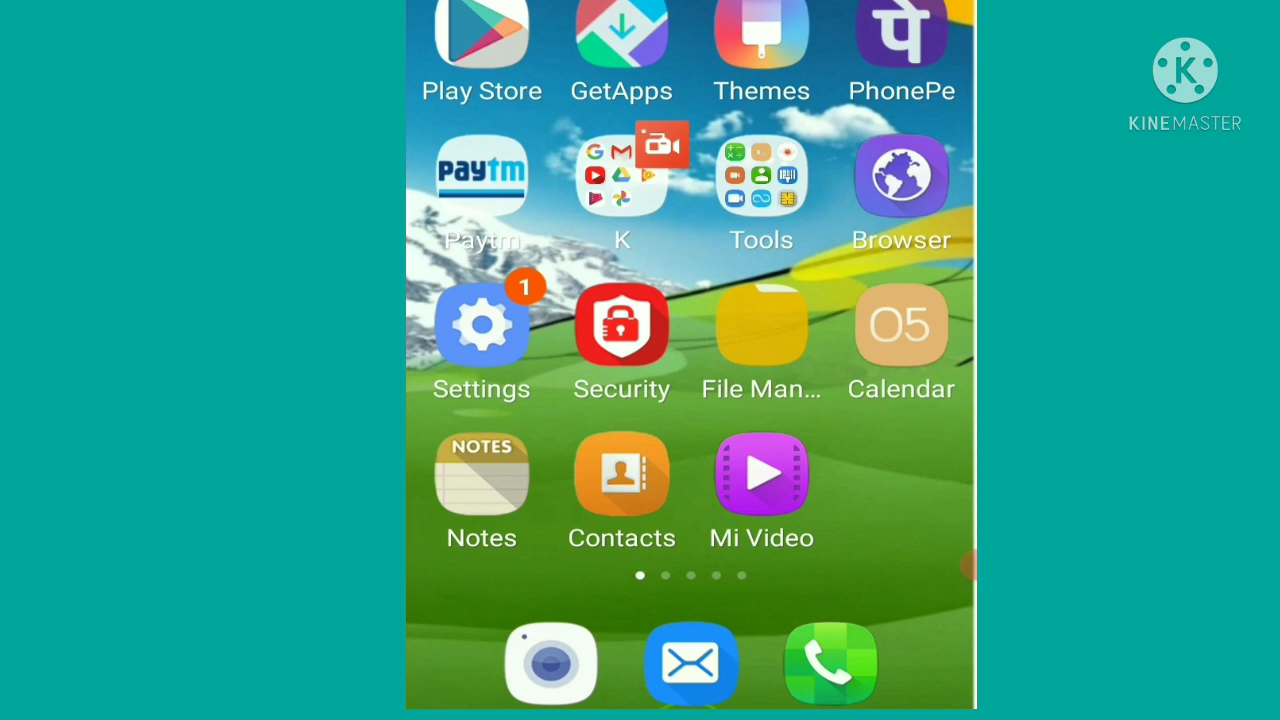 Play Store GetApps Themes PhonePe
पे
K
KINEMASTER
Paytm
Paytm K Tools Browser
1
05
Settings Security File Man... Calendar
NOTES
Notes Contacts Mi Video